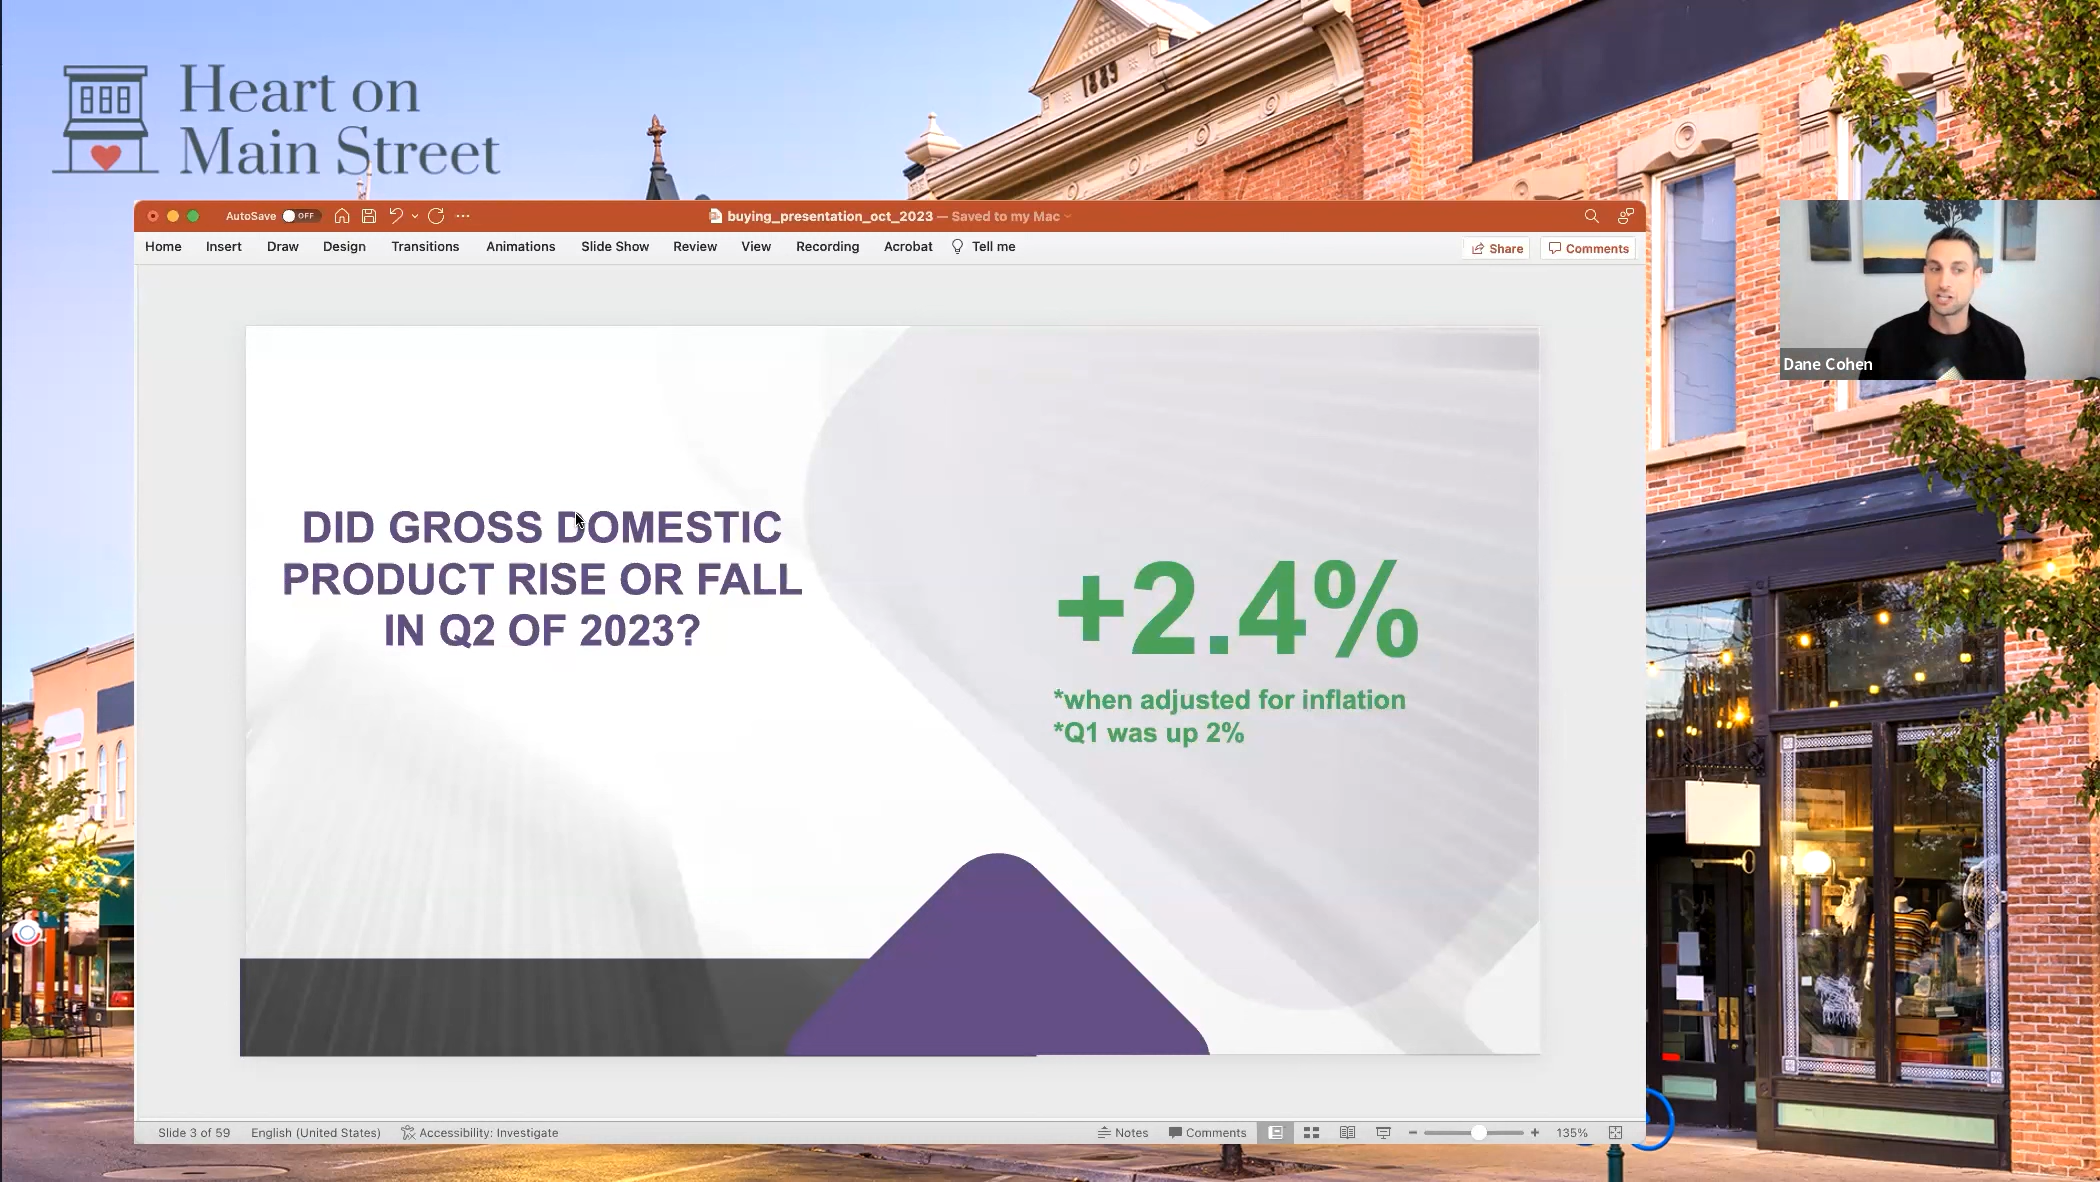 Heart on
Main Street
1889
AutoSave OFF
buying_presentation_oct_2023 — Saved to my Mac
Home Insert Draw Design Transitions Animations Slide Show Review View Recording Acrobat Tell me
Share Comments
Dane Cohen
DID GROSS DOMESTIC
PRODUCT RISE OR FALL
IN Q2 OF 2023?
+2.4%
*when adjusted for inflation
*Q1 was up 2%
Slide 3 of 59 English (United States) Accessibility: Investigate Notes Comments 135%